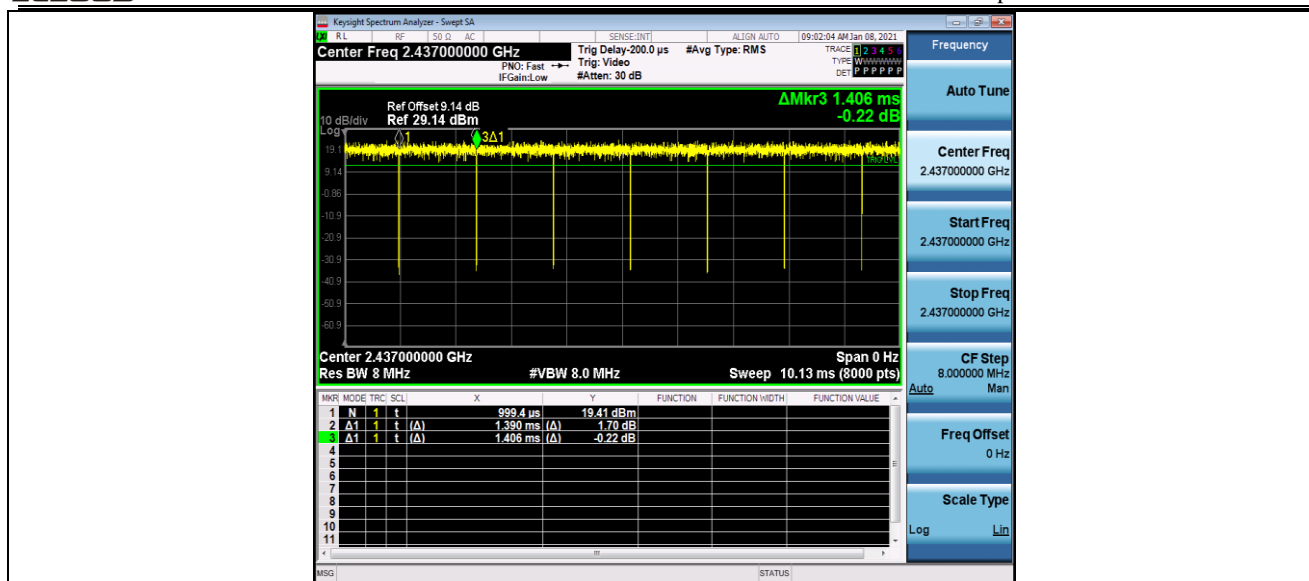 Keysight Spectrum Analyzer - Swept SA
RL RF 50 Ω AC SENSE:INT ALIGN AUTO 09:02:04 AM Jan 08, 2021
Center Freq 2.437000000 GHz
Trig Delay-200.0 µs #Avg Type: RMS
TRACE 1 2 3 4 5 6
PNO: Fast Trig: Video
TYPE WWWWWW
IFGain:Low #Atten: 30 dB
DET P P P P P P
Frequency
Auto Tune
Center Freq
2.437000000 GHz
Start Freq
2.437000000 GHz
Stop Freq
2.437000000 GHz
CF Step
8.000000 MHz
Auto Man
Freq Offset
0 Hz
Scale Type
Log Lin
ΔMkr3 1.406 ms
-0.22 dB
Ref Offset 9.14 dB
10 dB/div Ref 29.14 dBm
Log
1 3Δ1
19.1
TRIG LVL
9.14
-0.86
-10.9
-20.9
-30.9
-40.9
-50.9
-60.9
Center 2.437000000 GHz Span 0 Hz
Res BW 8 MHz #VBW 8.0 MHz Sweep 10.13 ms (8000 pts)
MKR MODE TRC SCL X Y FUNCTION FUNCTION WIDTH FUNCTION VALUE
1 N 1 t 999.4 µs 19.41 dBm
2 Δ1 1 t (Δ) 1.390 ms (Δ) 1.70 dB
3 Δ1 1 t (Δ) 1.406 ms (Δ) -0.22 dB
4
5
6
7
8
9
10
11
MSG STATUS